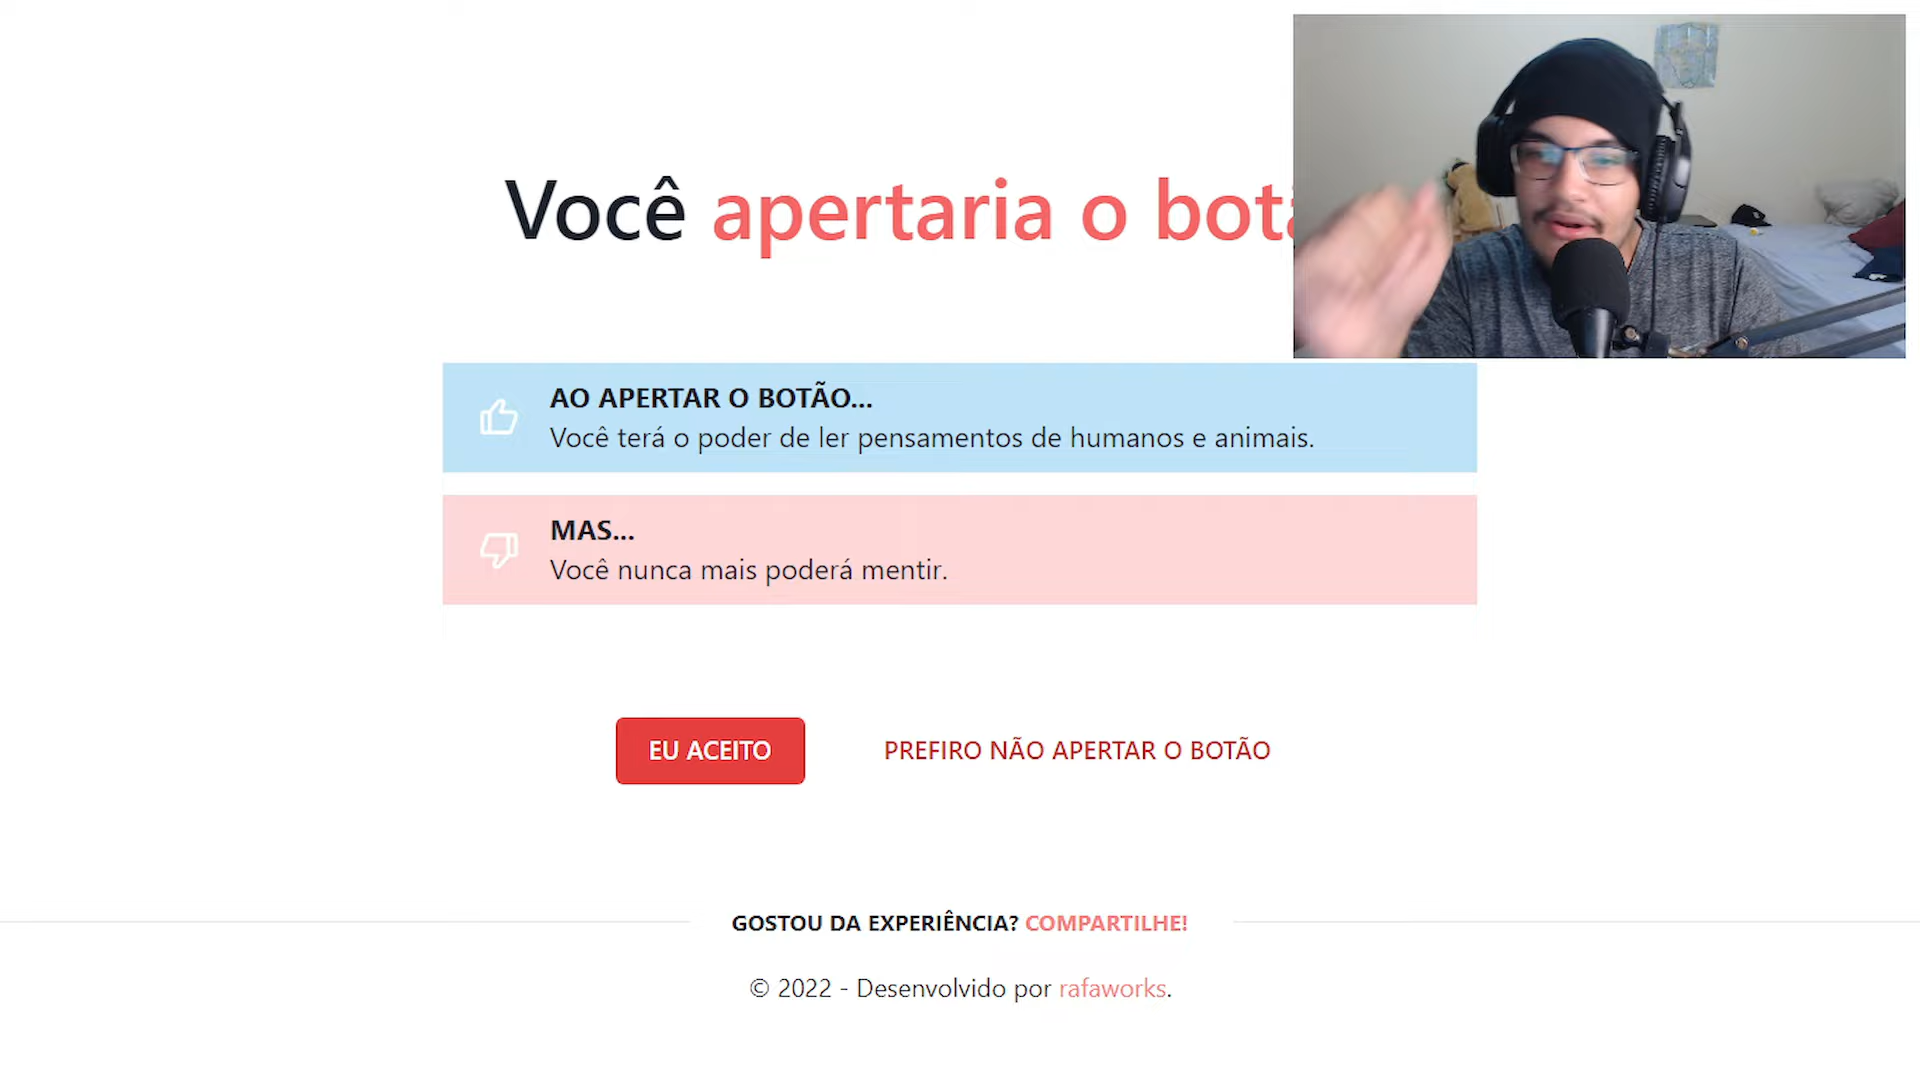 Você apertaria o botã
AO APERTAR O BOTÃO...
Você terá o poder de ler pensamentos de humanos e animais.
MAS...
Você nunca mais poderá mentir.
EU ACEITO
PREFIRO NÃO APERTAR O BOTÃO
GOSTOU DA EXPERIÊNCIA? COMPARTILHE!
© 2022 - Desenvolvido por rafaworks.